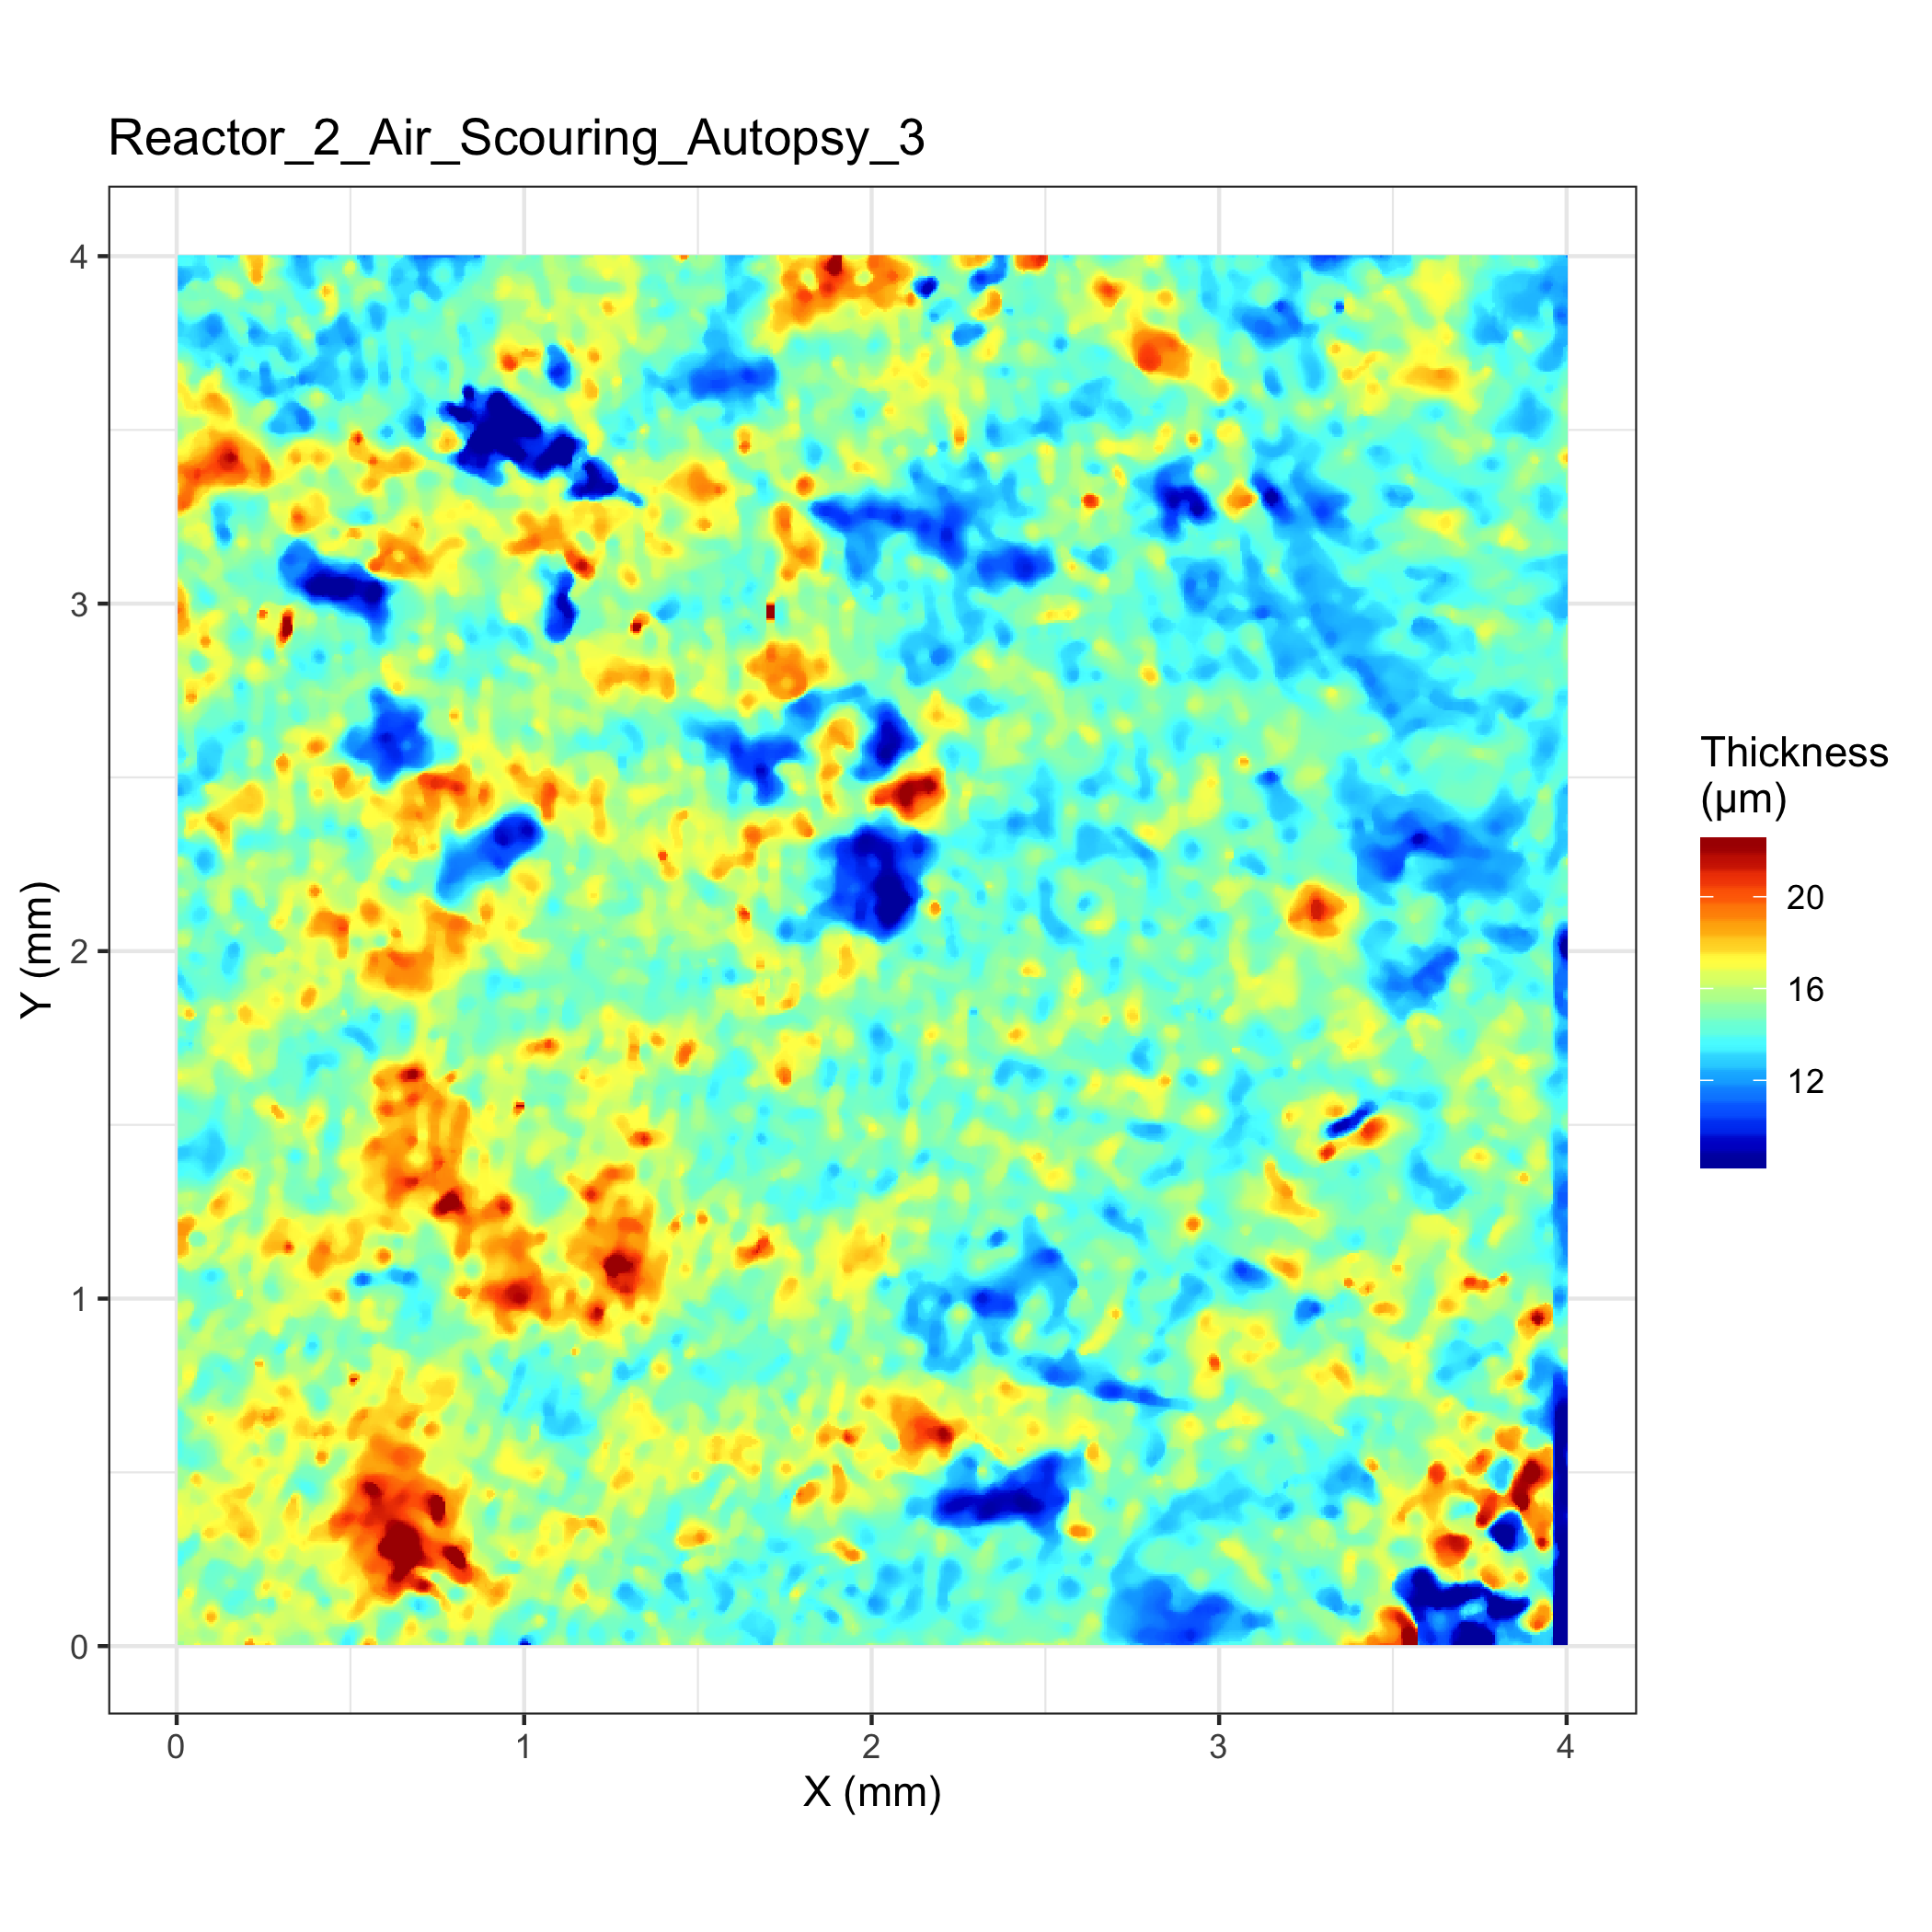 Reactor_2_Air_Scouring_Autopsy_3
4
3
2
1
0
Y (mm)
0 1 2 3 4
X (mm)
Thickness
(µm)
20
16
12